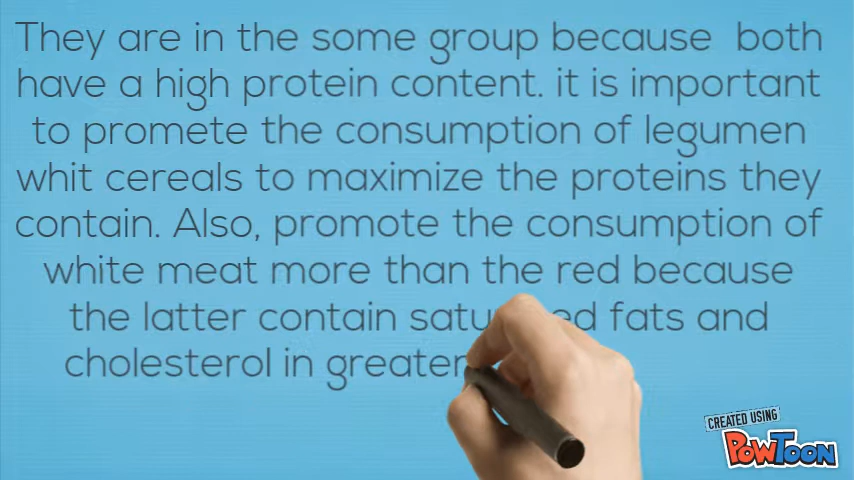 They are in the some group because both
have a high protein content. it is important
to promete the consumption of legumen
whit cereals to maximize the proteins they
contain. Also, promote the consumption of
white meat more than the red because
the latter contain fats and
cholesterol in greater
CREATED USING
POWTOON